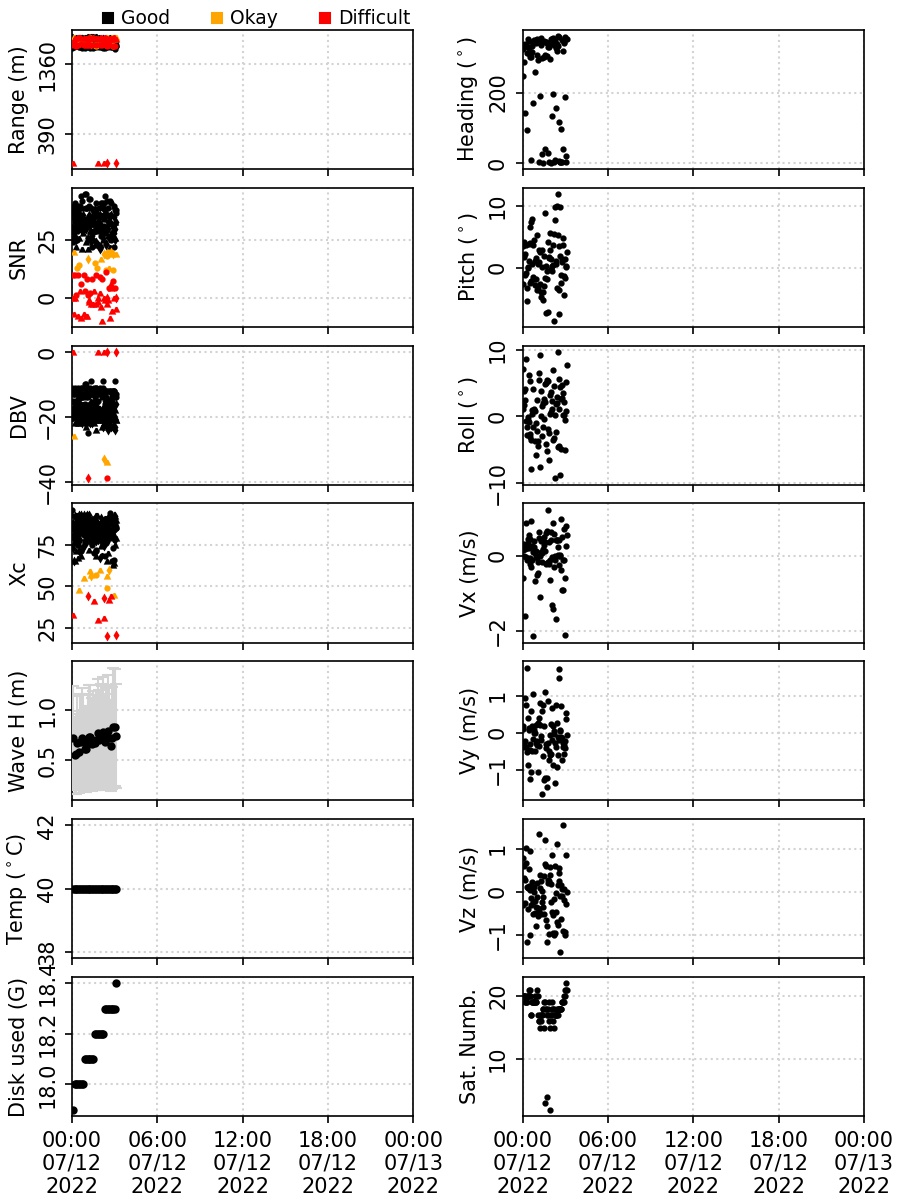 Good Okay Difficult
Range (m)
1360
390
Heading (°)
200
0
SNR
25
0
Pitch (°)
10
0
DBV
0
−20
−40
Roll (°)
10
0
−10
Xc
75
50
25
Vx (m/s)
0
−2
Wave H (m)
1.0
0.5
Vy (m/s)
1
0
−1
Temp (°C)
42
40
38
Vz (m/s)
1
0
−1
Disk used (G)
18.4
18.2
18.0
Sat. Numb.
20
10
00:00 06:00 12:00 18:00 00:00
07/12 07/12 07/12 07/12 07/13
2022 2022 2022 2022 2022
00:00 06:00 12:00 18:00 00:00
07/12 07/12 07/12 07/12 07/13
2022 2022 2022 2022 2022